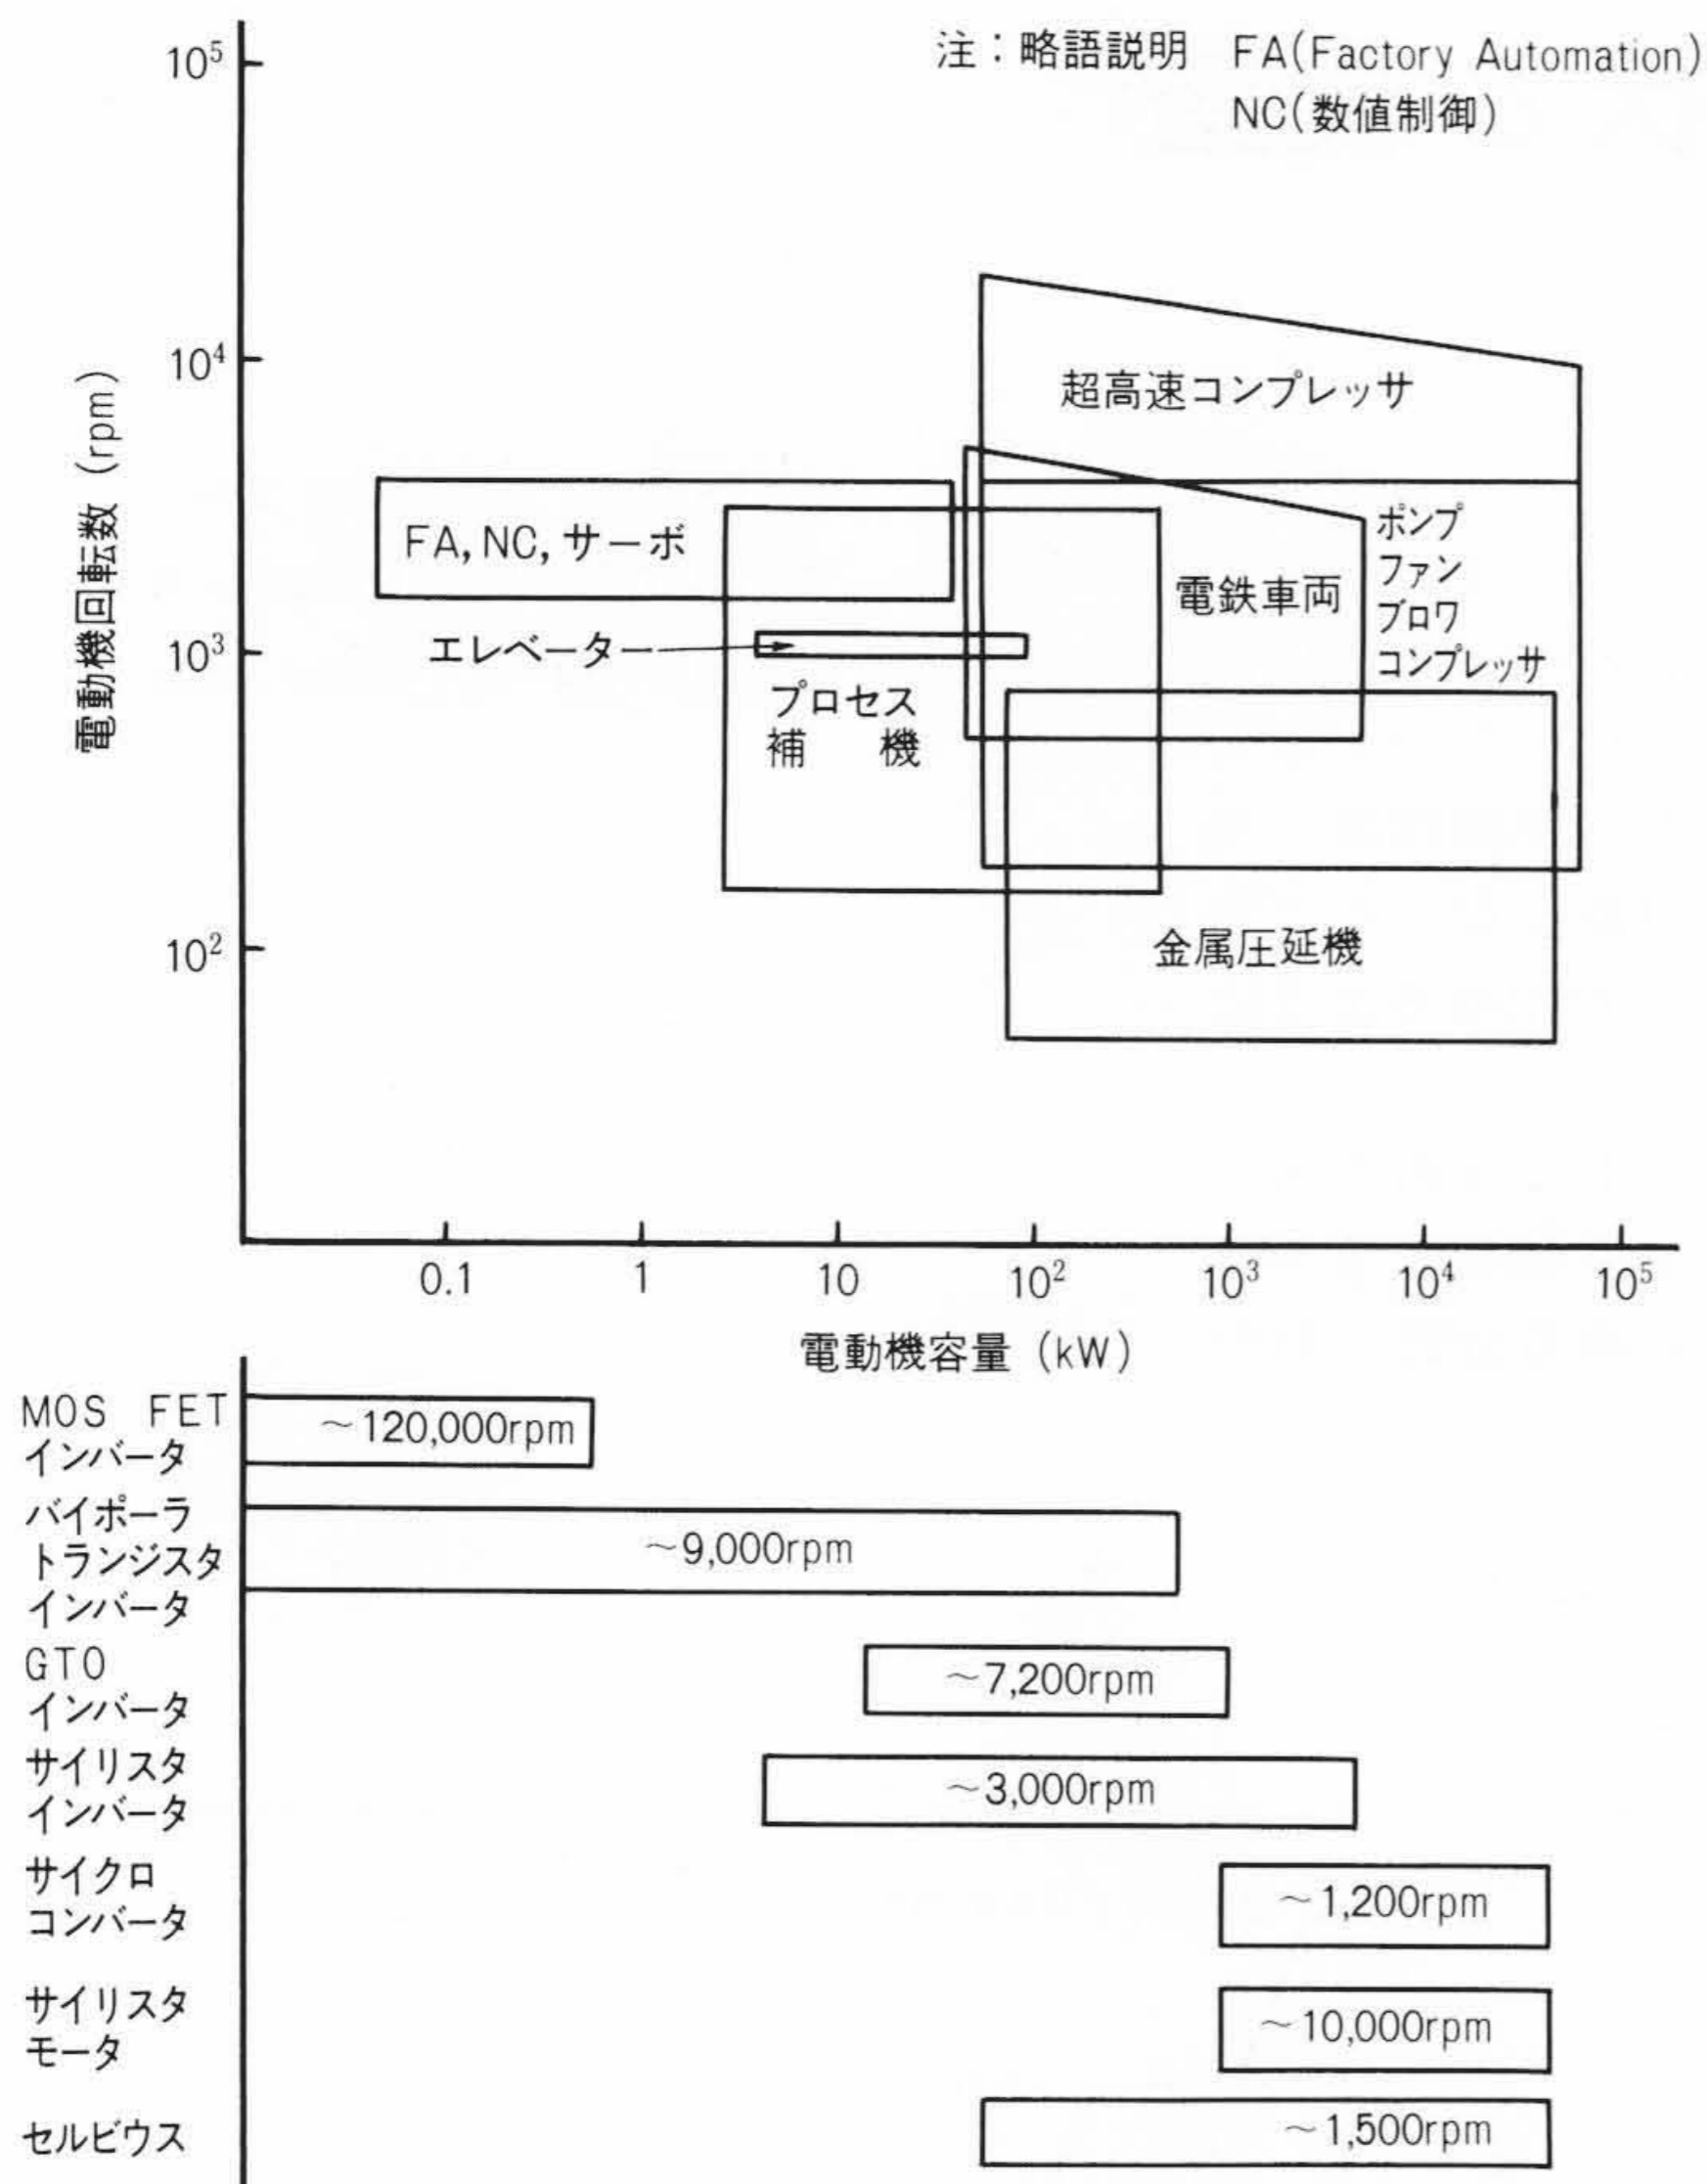 注：略語説明 FA(Factory Automation)
NC(数値制御)
電動機回転数 (rpm)
10⁵
10⁴
10³
10²
超高速コンプレッサ
FA, NC, サーボ
ポンプ
ファン
ブロワ
コンプレッサ
電鉄車両
エレベーター
プロセス
補 機
金属圧延機
0.1 1 10 10² 10³ 10⁴ 10⁵
電動機容量 (kW)
MOS FET
インバータ
～120,000rpm
バイポーラ
トランジスタ
インバータ
～9,000rpm
GTO
インバータ
～7,200rpm
サイリスタ
インバータ
～3,000rpm
サイクロ
コンバータ
～1,200rpm
サイリスタ
モータ
～10,000rpm
セルビウス
～1,500rpm